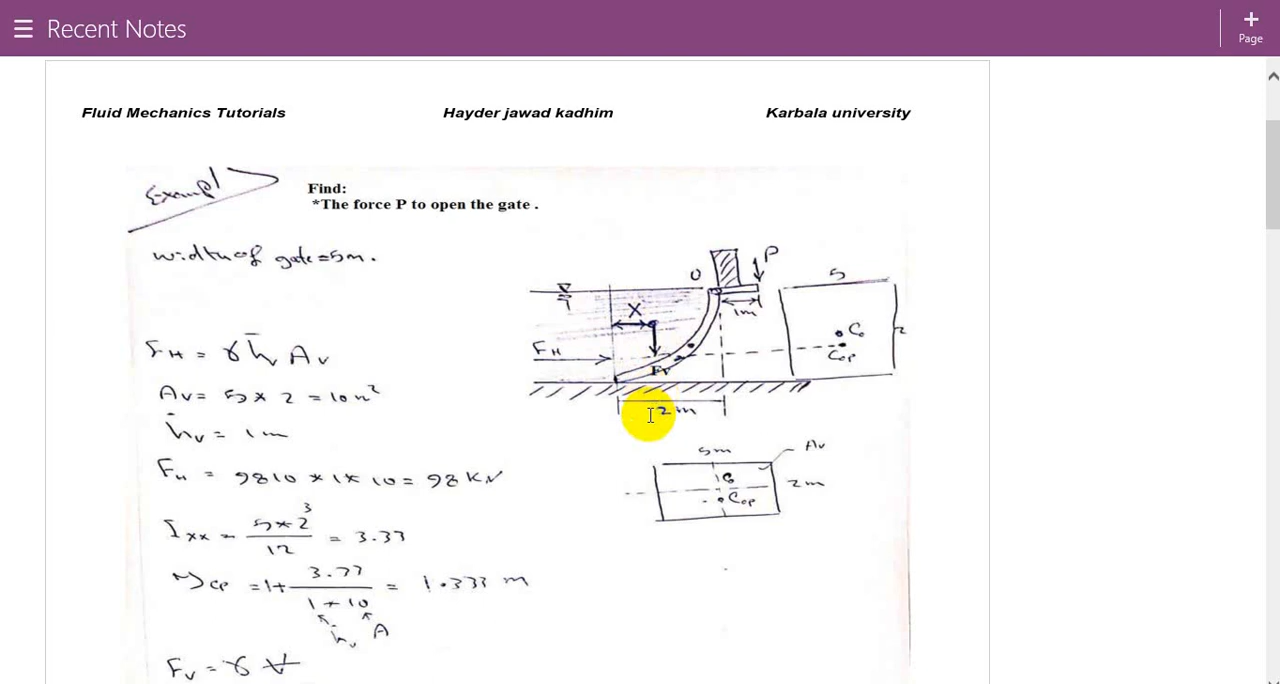 Recent Notes
Page
Fluid Mechanics Tutorials Hayder jawad kadhim Karbala university
Exampl
Find:
*The force P to open the gate .
width of gate = 5m.
O
P
5
1m
X
FH
Fv
G
Cop
2
2m
FH = γ h̄ Av
Av = 5 * 2 = 10 m²
h̄v = 1 m
FH = 9810 * 1 * 10 = 98 KN
Ixx = 5*2³/12 = 3.33
ycp = 1 + 3.33/1*10 = 1.333 m
h̄v A
5m
Av
G
2m
Cop
Fv = γ ∀